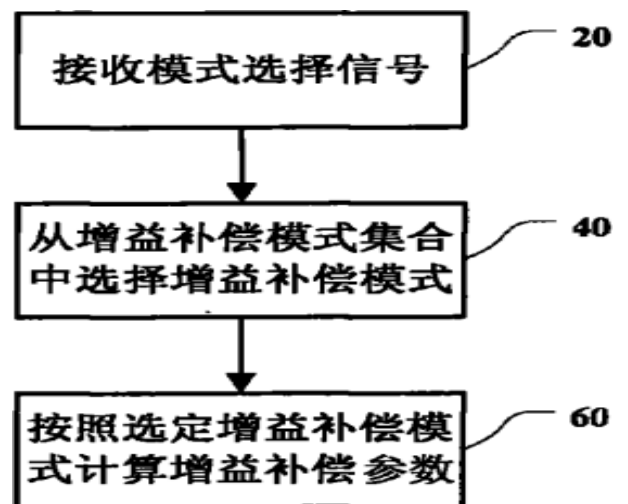 接收模式选择信号
20
从增益补偿模式集合
中选择增益补偿模式
40
按照选定增益补偿模
式计算增益补偿参数
60